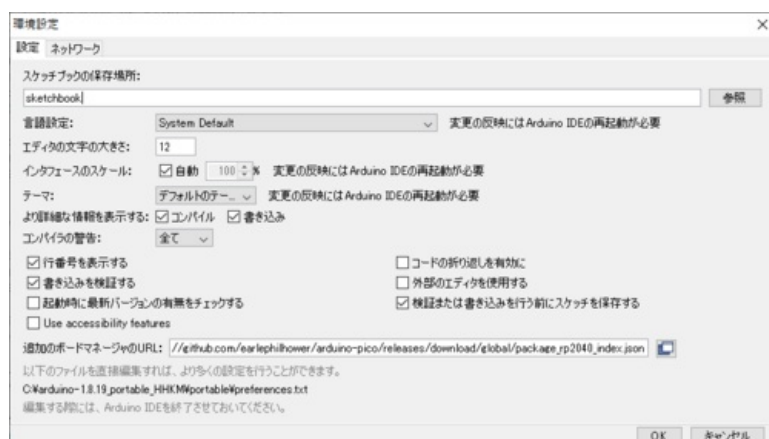 環境設定
設定 ネットワーク
スケッチブックの保存場所:
sketchbook 参照
言語設定: System Default 変更の反映にはArduino IDEの再起動が必要
エディタの文字の大きさ: 12
インタフェースのスケール: 自動 100 % 変更の反映にはArduino IDEの再起動が必要
テーマ: デフォルトのテー... 変更の反映にはArduino IDEの再起動が必要
より詳細な情報を表示する: コンパイル 書き込み
コンパイラの警告: 全て
行番号を表示する コードの折り返しを有効に
書き込みを検証する 外部のエディタを使用する
起動時に最新バージョンの有無をチェックする 検証または書き込みを行う前にスケッチを保存する
Use accessibility features
追加のボードマネージャのURL: //github.com/earlephilhower/arduino-pico/releases/download/global/package_rp2040_index.json
以下のファイルを直接編集すれば、より多くの設定を行うことができます。
C:¥arduino-1.8.19_portable_HHKM¥portable¥preferences.txt
編集する際には、Arduino IDEを終了させておいてください。
OK キャンセル